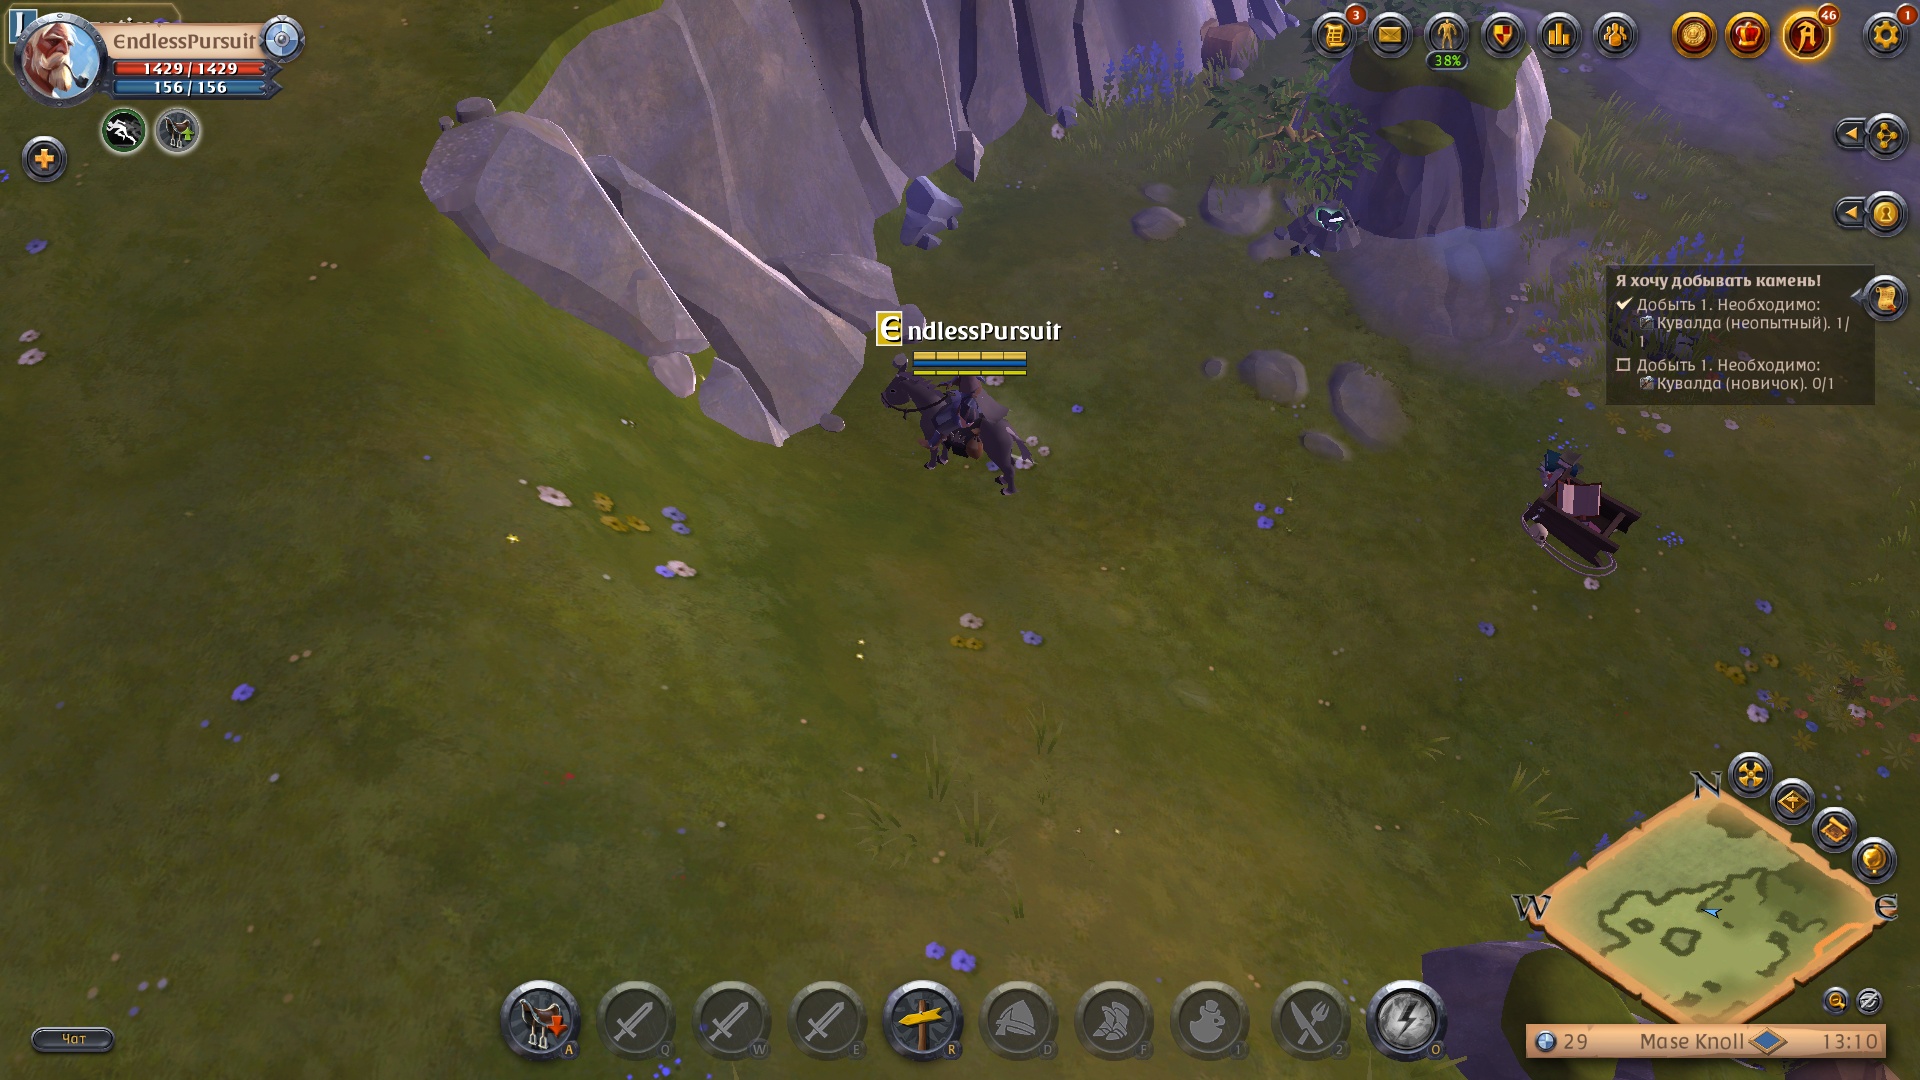 EndlessPursuit
1429 / 1429
156 / 156
3
38%
46
1
Я хочу добывать камень!
Добыть 1. Необходимо:
Кувалда (неопытный). 1/
1
Добыть 1. Необходимо:
Кувалда (новичок). 0/1
EndlessPursuit
N
W
E
Чат
A
Q
W
E
R
D
F
1
2
O
29
Mase Knoll
13:10